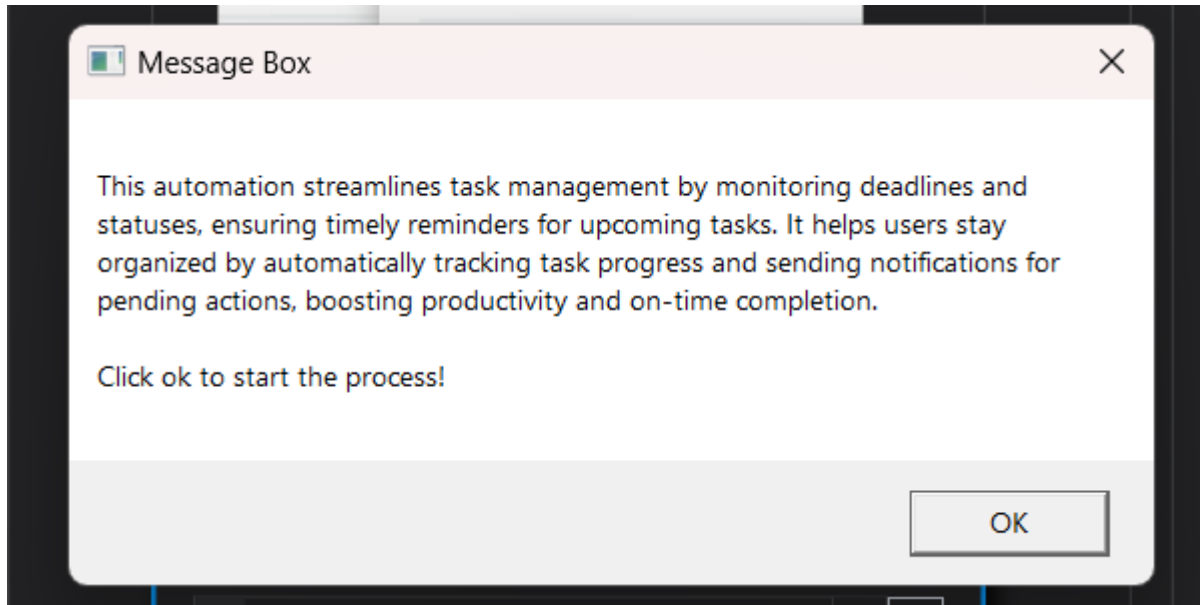 Message Box
This automation streamlines task management by monitoring deadlines and
statuses, ensuring timely reminders for upcoming tasks. It helps users stay
organized by automatically tracking task progress and sending notifications for
pending actions, boosting productivity and on-time completion.
Click ok to start the process!
OK